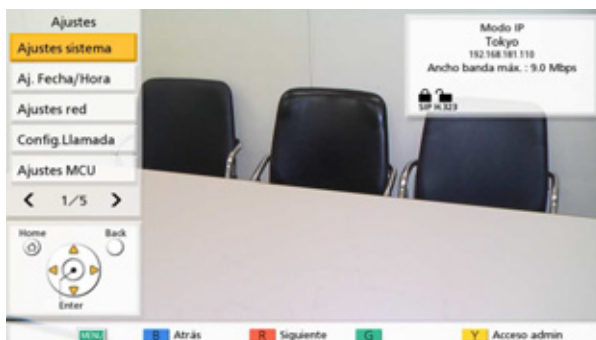 Ajustes
Ajustes sistema
Aj. Fecha/Hora
Ajustes red
Config.Llamada
Ajustes MCU
1/5
Home
Back
Enter
Modo IP
Tokyo
192.168.181.110
Ancho banda máx. : 9.0 Mbps
SIP H.323
MENU
B Atrás
R Siguiente
G
Y Acceso admin